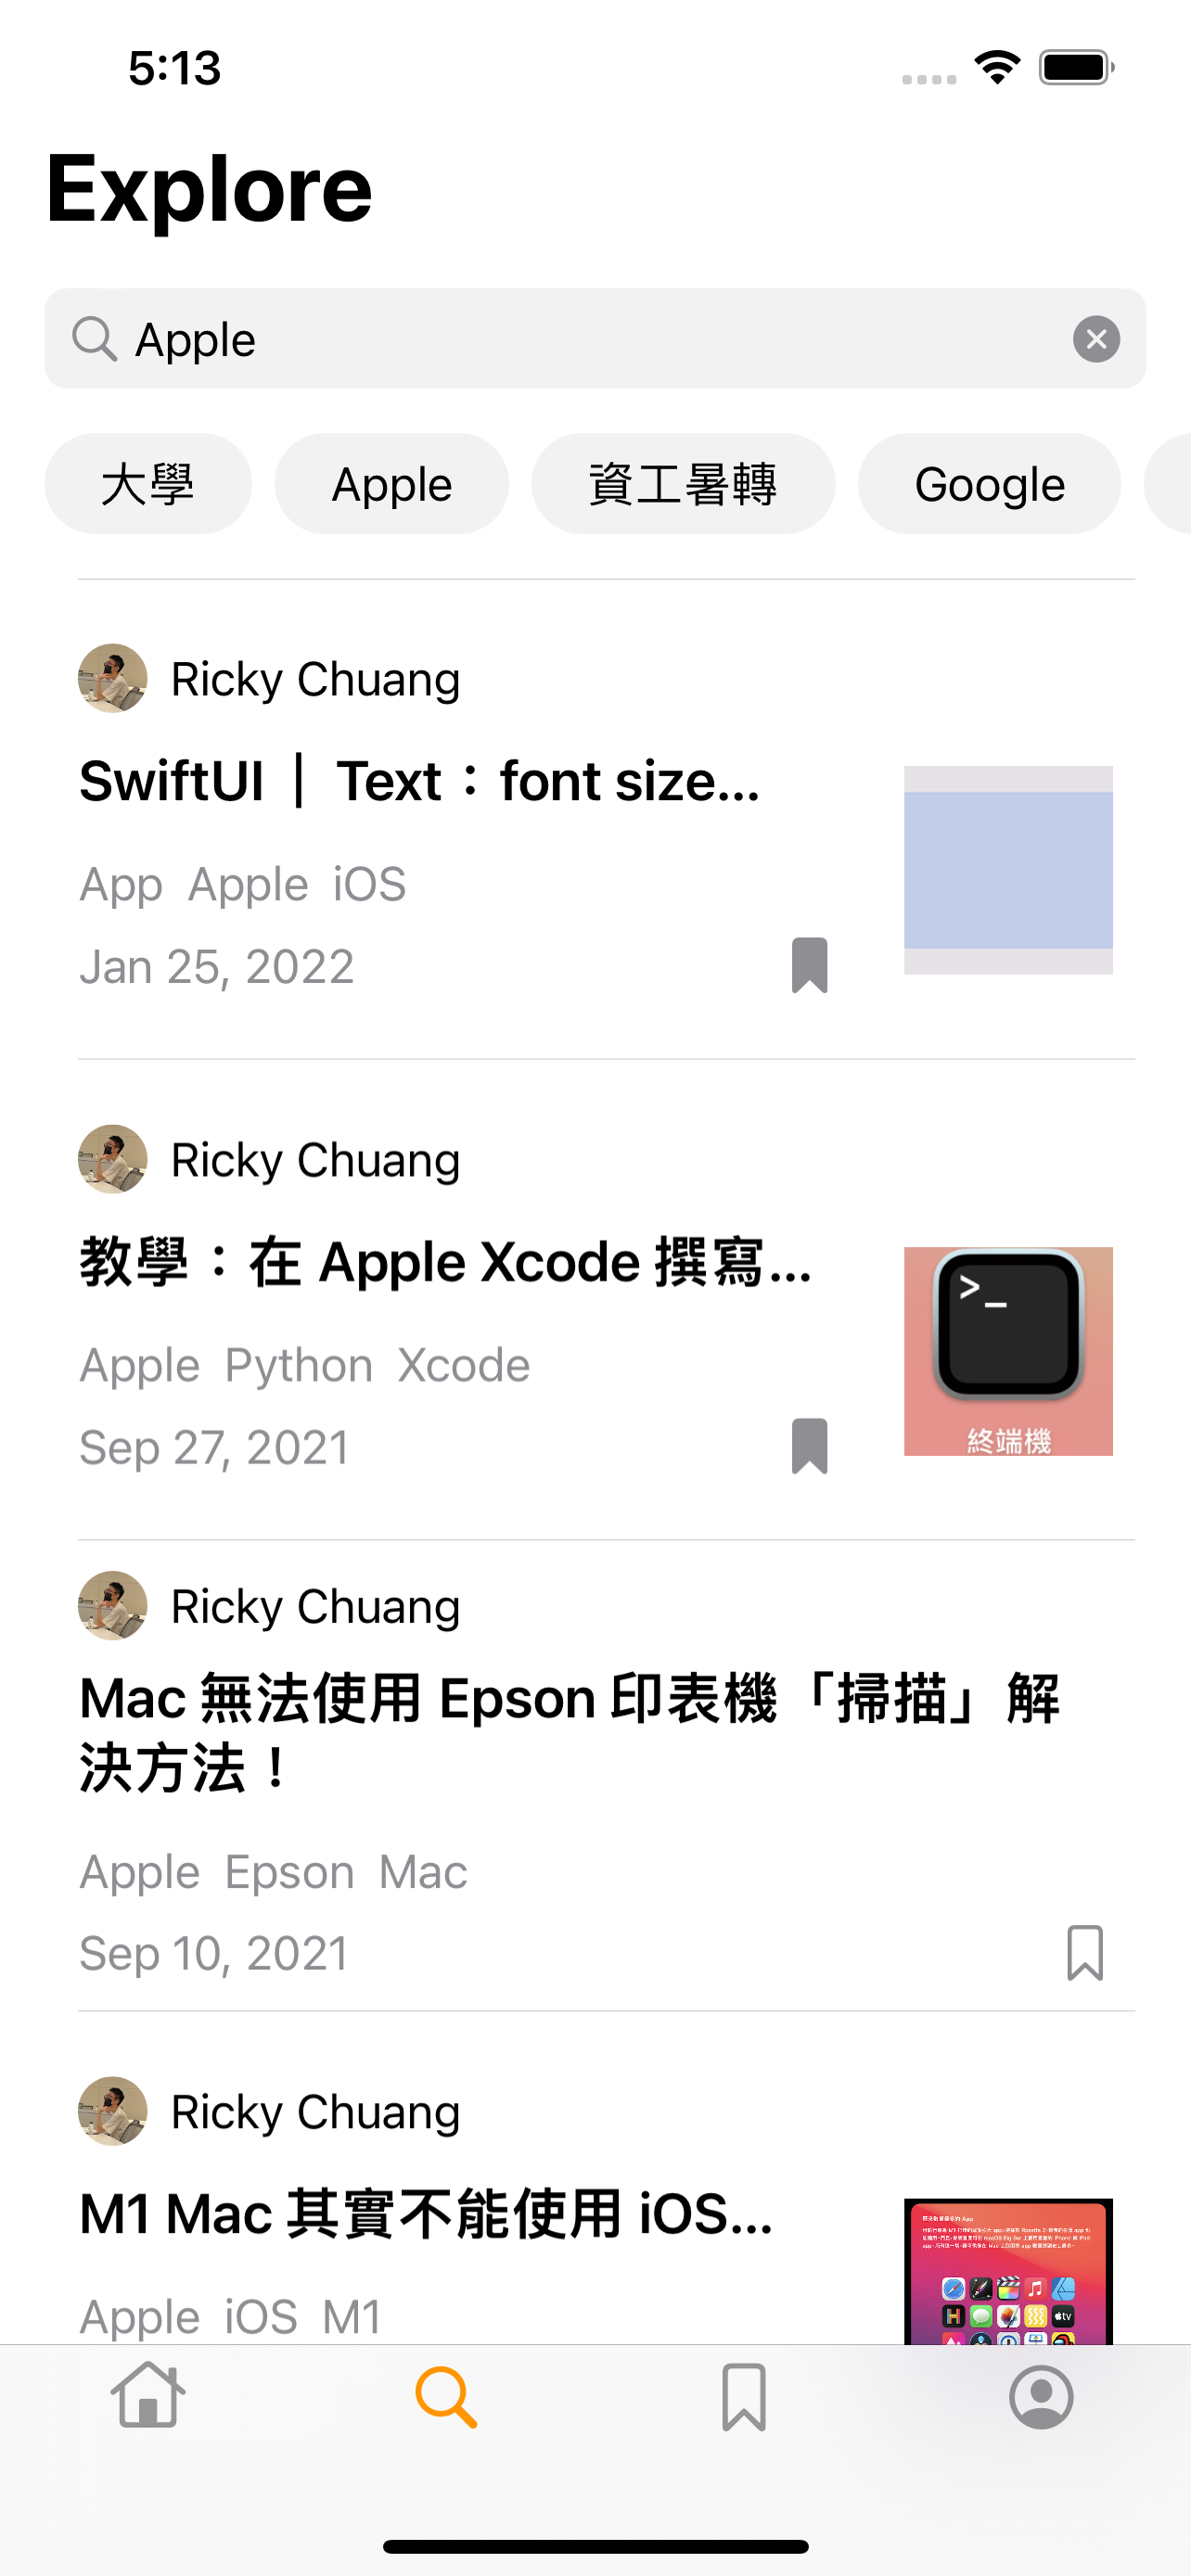 5:13
Explore
Apple
大學 Apple 資工暑轉 Google
Ricky Chuang
SwiftUI ｜ Text：font size...
App Apple iOS
Jan 25, 2022
Ricky Chuang
教學：在 Apple Xcode 撰寫...
Apple Python Xcode
Sep 27, 2021
>_
終端機
Ricky Chuang
Mac 無法使用 Epson 印表機「掃描」解
決方法！
Apple Epson Mac
Sep 10, 2021
Ricky Chuang
M1 Mac 其實不能使用 iOS...
Apple iOS M1